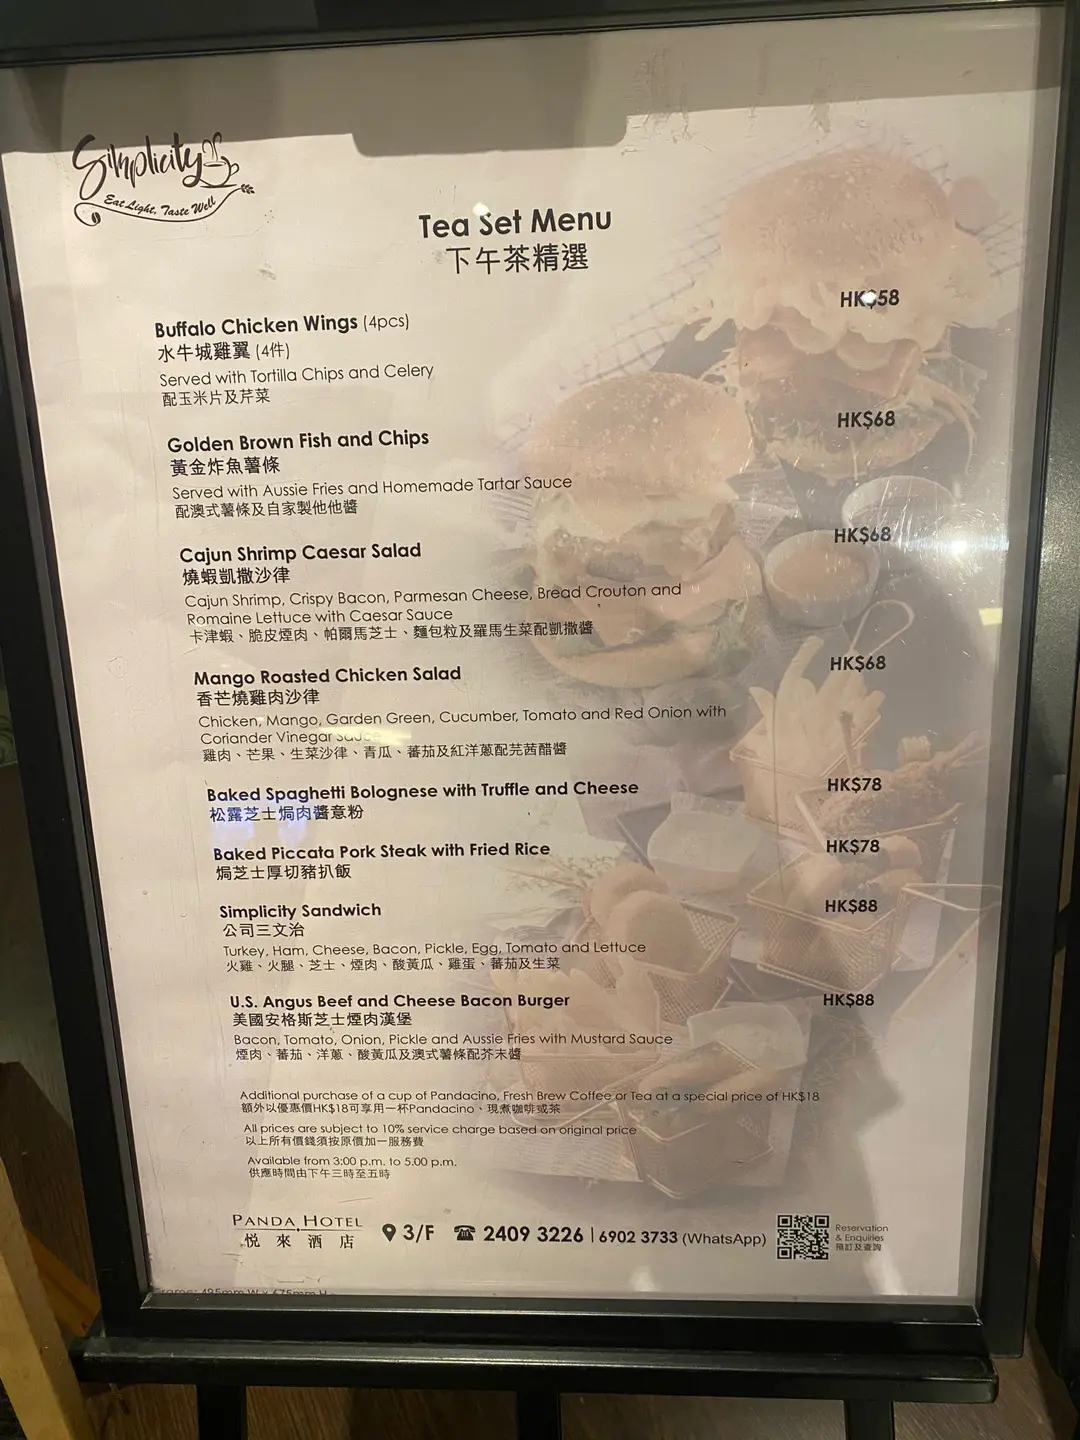 Simplicity
Eat Light, Taste Well
Tea Set Menu
下午茶精選
Buffalo Chicken Wings (4pcs) HK$58
水牛城雞翼 (4件)
Served with Tortilla Chips and Celery
配玉米片及芹菜
Golden Brown Fish and Chips HK$68
黃金炸魚薯條
Served with Aussie Fries and Homemade Tartar Sauce
配澳式薯條及自家製他他醬
Cajun Shrimp Caesar Salad HK$68
燒蝦凱撒沙律
Cajun Shrimp, Crispy Bacon, Parmesan Cheese, Bread Crouton and
Romaine Lettuce with Caesar Sauce
卡津蝦、脆皮煙肉、帕爾馬芝士、麵包粒及羅馬生菜配凱撒醬
Mango Roasted Chicken Salad HK$68
香芒燒雞肉沙律
Chicken, Mango, Garden Green, Cucumber, Tomato and Red Onion with
Coriander Vinegar Sauce
雞肉、芒果、生菜沙律、青瓜、蕃茄及紅洋蔥配芫茜醋醬
Baked Spaghetti Bolognese with Truffle and Cheese HK$78
松露芝士焗肉醬意粉
Baked Piccata Pork Steak with Fried Rice HK$78
焗芝士厚切豬扒飯
Simplicity Sandwich HK$88
公司三文治
Turkey, Ham, Cheese, Bacon, Pickle, Egg, Tomato and Lettuce
火雞、火腿、芝士、煙肉、酸黃瓜、雞蛋、蕃茄及生菜
U.S. Angus Beef and Cheese Bacon Burger HK$88
美國安格斯芝士煙肉漢堡
Bacon, Tomato, Onion, Pickle and Aussie Fries with Mustard Sauce
煙肉、蕃茄、洋蔥、酸黃瓜及澳式薯條配芥末醬
Additional purchase of a cup of Pandacino, Fresh Brew Coffee or Tea at a special price of HK$18
額外以優惠價HK$18可享用一杯Pandacino、現煮咖啡或茶
All prices are subject to 10% service charge based on original price
以上所有價錢須按原價加一服務費
Available from 3:00 p.m. to 5.00 p.m.
供應時間由下午三時至五時
PANDA HOTEL
悦來酒店
3/F 2409 3226 | 6902 3733 (WhatsApp)
Reservation
& Enquiries
預訂及查詢
Frame: 495mm W x 675mm H